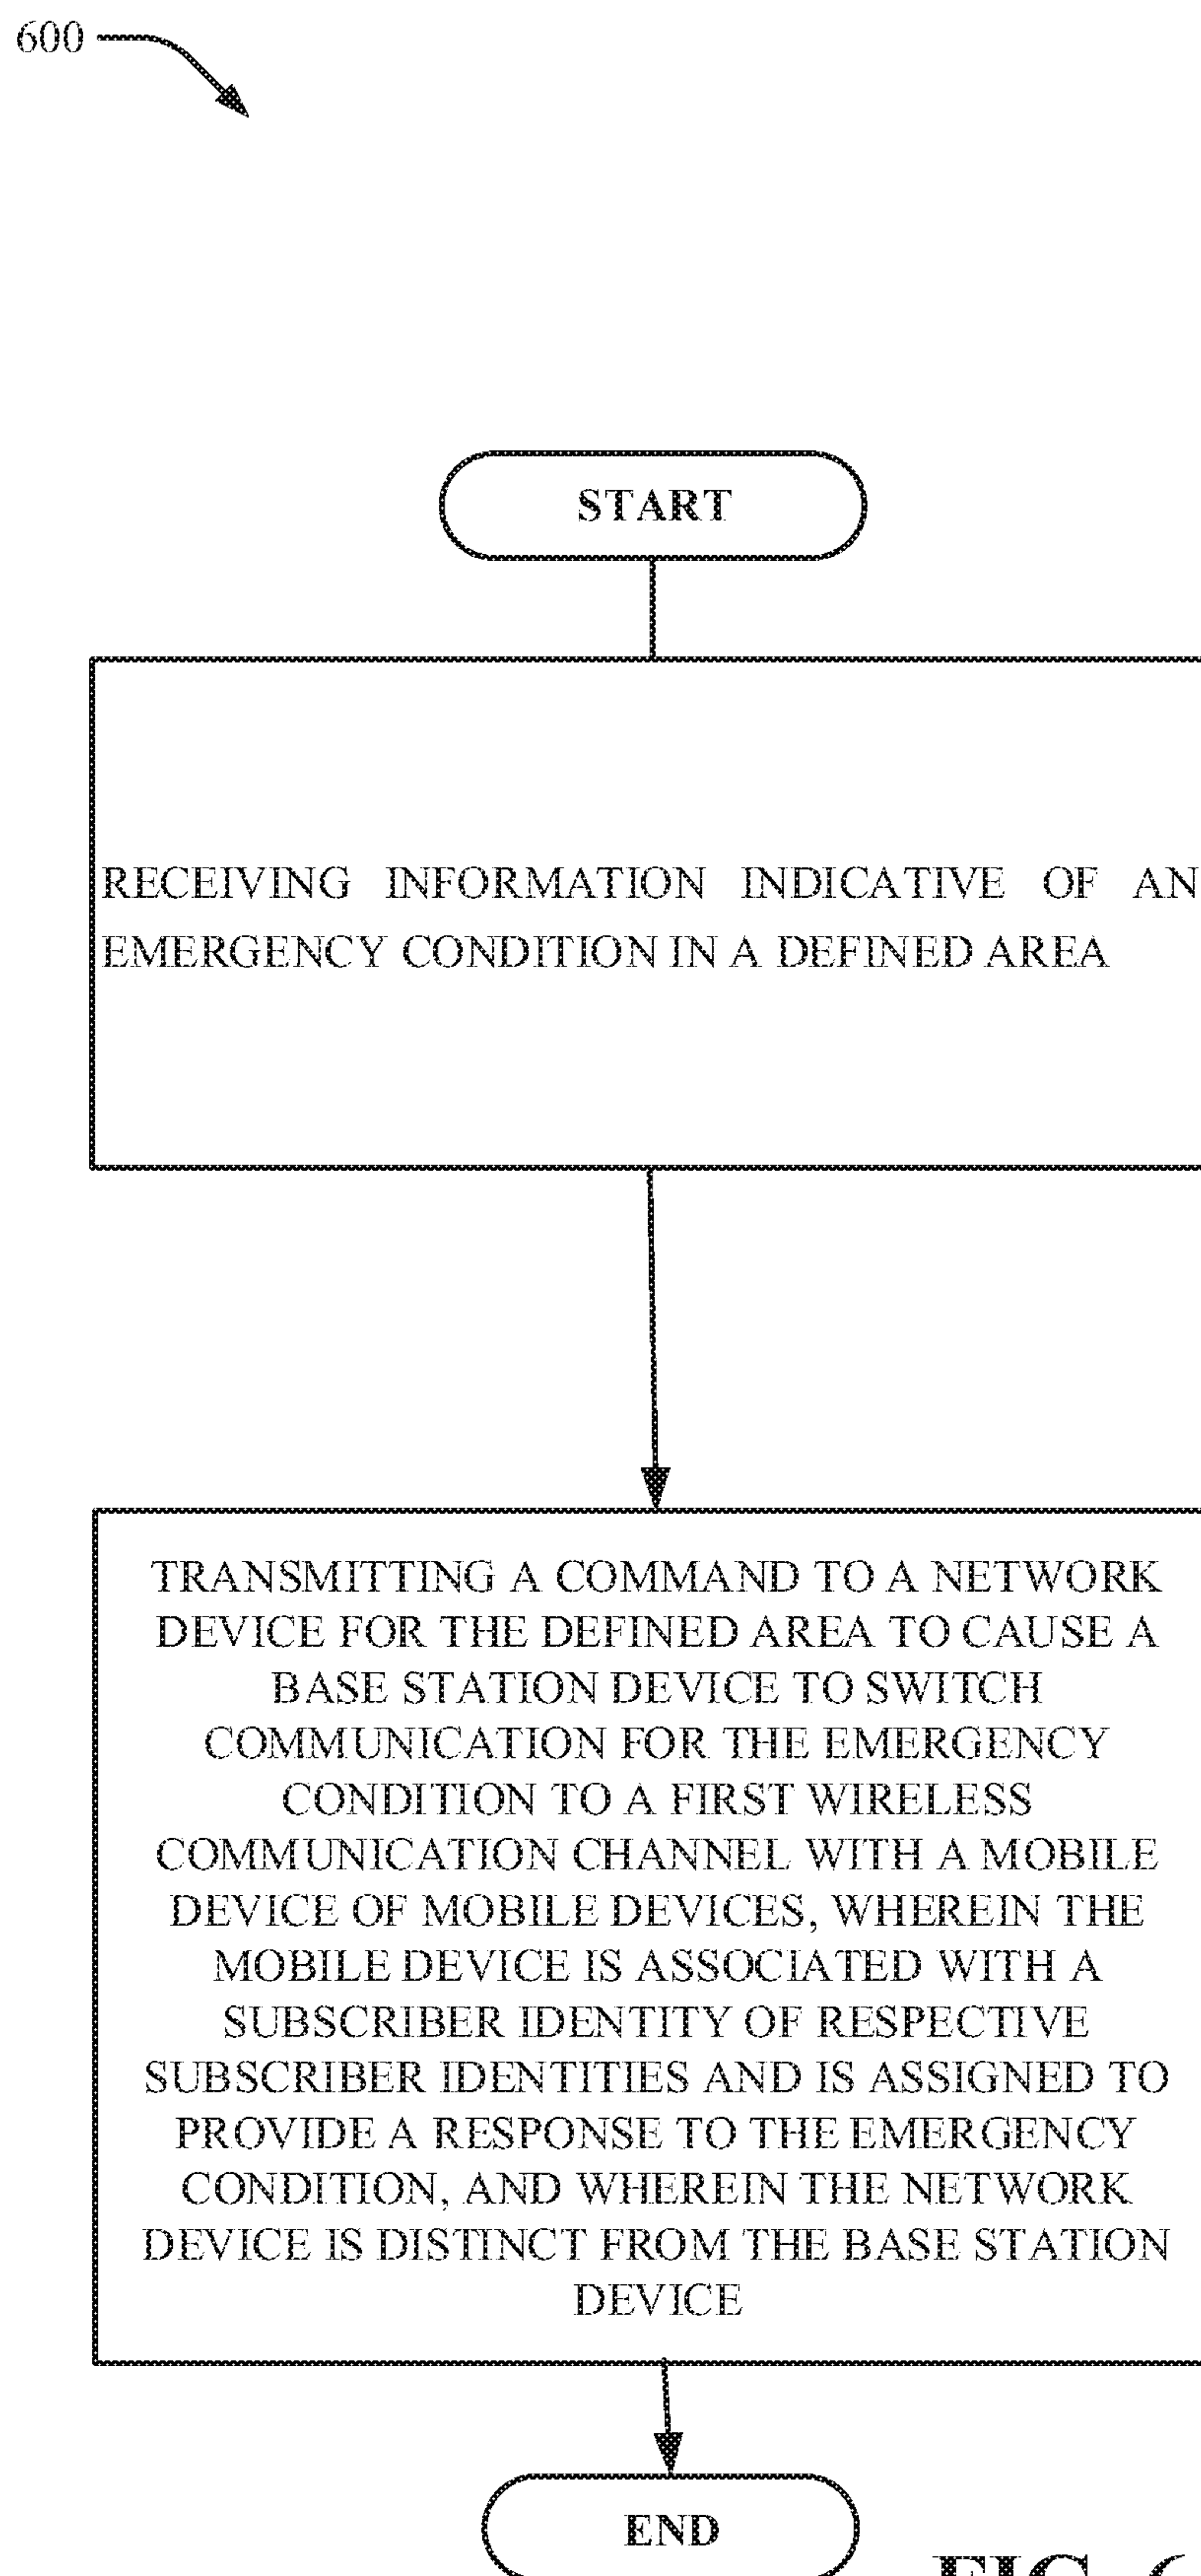 600
START
RECEIVING INFORMATION INDICATIVE OF AN
EMERGENCY CONDITION IN A DEFINED AREA
TRANSMITTING A COMMAND TO A NETWORK
DEVICE FOR THE DEFINED AREA TO CAUSE A
BASE STATION DEVICE TO SWITCH
COMMUNICATION FOR THE EMERGENCY
CONDITION TO A FIRST WIRELESS
COMMUNICATION CHANNEL WITH A MOBILE
DEVICE OF MOBILE DEVICES, WHEREIN THE
MOBILE DEVICE IS ASSOCIATED WITH A
SUBSCRIBER IDENTITY OF RESPECTIVE
SUBSCRIBER IDENTITIES AND IS ASSIGNED TO
PROVIDE A RESPONSE TO THE EMERGENCY
CONDITION, AND WHEREIN THE NETWORK
DEVICE IS DISTINCT FROM THE BASE STATION
DEVICE
END
FIG. 6